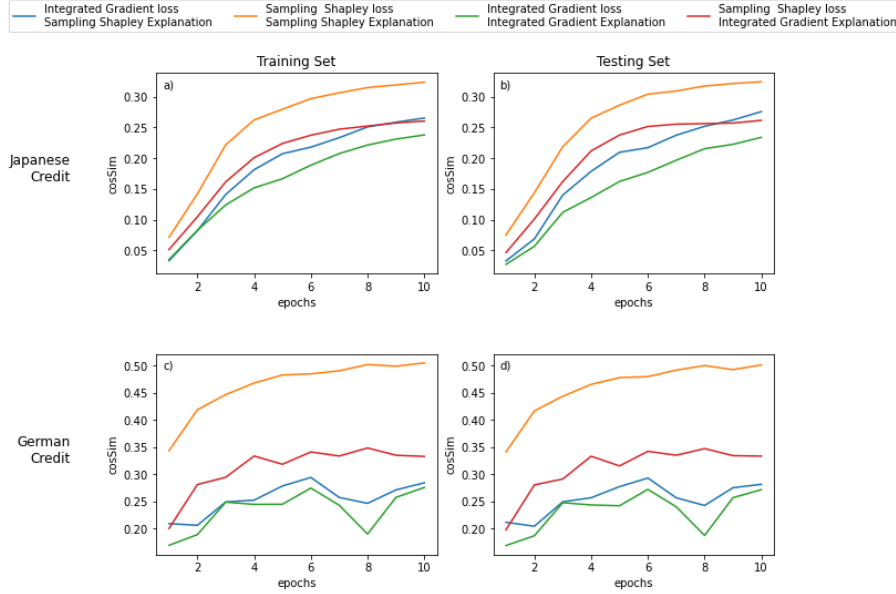 Integrated Gradient loss
Sampling Shapley Explanation
Sampling Shapley loss
Sampling Shapley Explanation
Integrated Gradient loss
Integrated Gradient Explanation
Sampling Shapley loss
Integrated Gradient Explanation
Training Set
Testing Set
Japanese
Credit
a)
cosSim
0.30
0.25
0.20
0.15
0.10
0.05
2 4 6 8 10
epochs
b)
cosSim
0.30
0.25
0.20
0.15
0.10
0.05
2 4 6 8 10
epochs
German
Credit
c)
cosSim
0.50
0.45
0.40
0.35
0.30
0.25
0.20
2 4 6 8 10
epochs
d)
cosSim
0.50
0.45
0.40
0.35
0.30
0.25
0.20
2 4 6 8 10
epochs